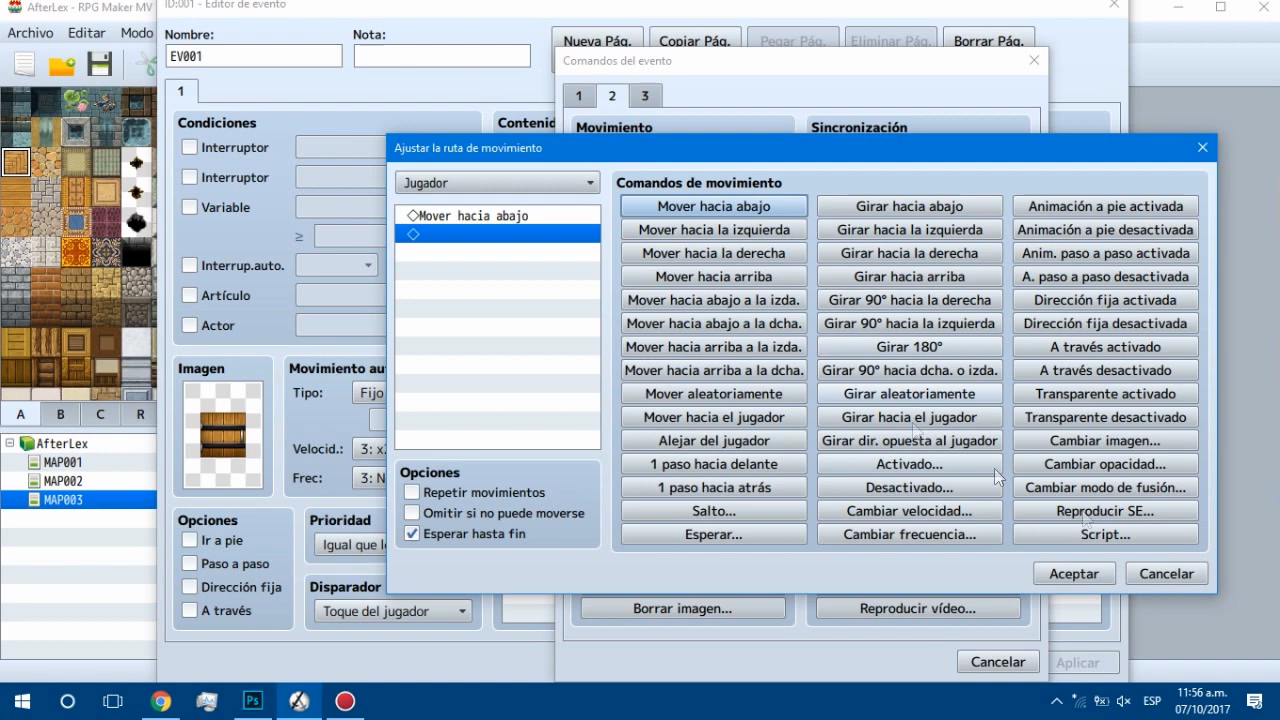 AfterLex - RPG Maker MV
Archivo Editar Modo
ID:001 - Editor de evento
Nombre: Nota:
EV001
Nueva Pág. Copiar Pág. Pegar Pág. Eliminar Pág. Borrar Pág.
1
Condiciones
Interruptor
Interruptor
Variable
≥
Interrup.auto.
Artículo
Actor
Imagen
Movimiento au
Tipo: Fijo
Velocid.: 3: x
Frec: 3: N
Opciones
Ir a pie
Paso a paso
Dirección fija
A través
Prioridad
Igual que l
Disparador
Toque del jugador
Contenid
Comandos del evento
1 2 3
Movimiento
Sincronización
Ajustar la ruta de movimiento
Jugador
◇Mover hacia abajo
◇
Opciones
Repetir movimientos
Omitir si no puede moverse
Esperar hasta fin
Comandos de movimiento
Mover hacia abajo Girar hacia abajo Animación a pie activada
Mover hacia la izquierda Girar hacia la izquierda Animación a pie desactivada
Mover hacia la derecha Girar hacia la derecha Anim. paso a paso activada
Mover hacia arriba Girar hacia arriba A. paso a paso desactivada
Mover hacia abajo a la izda. Girar 90° hacia la derecha Dirección fija activada
Mover hacia abajo a la dcha. Girar 90° hacia la izquierda Dirección fija desactivada
Mover hacia arriba a la izda. Girar 180° A través activado
Mover hacia arriba a la dcha. Girar 90° hacia dcha. o izda. A través desactivado
Mover aleatoriamente Girar aleatoriamente Transparente activado
Mover hacia el jugador Girar hacia el jugador Transparente desactivado
Alejar del jugador Girar dir. opuesta al jugador Cambiar imagen...
1 paso hacia delante Activado... Cambiar opacidad...
1 paso hacia atrás Desactivado... Cambiar modo de fusión...
Salto... Cambiar velocidad... Reproducir SE...
Esperar... Cambiar frecuencia... Script...
Aceptar Cancelar
Borrar imagen... Reproducir vídeo...
Cancelar Aplicar
A B C R
AfterLex
MAP001
MAP002
MAP003
Ps
ESP
11:56 a.m.
07/10/2017